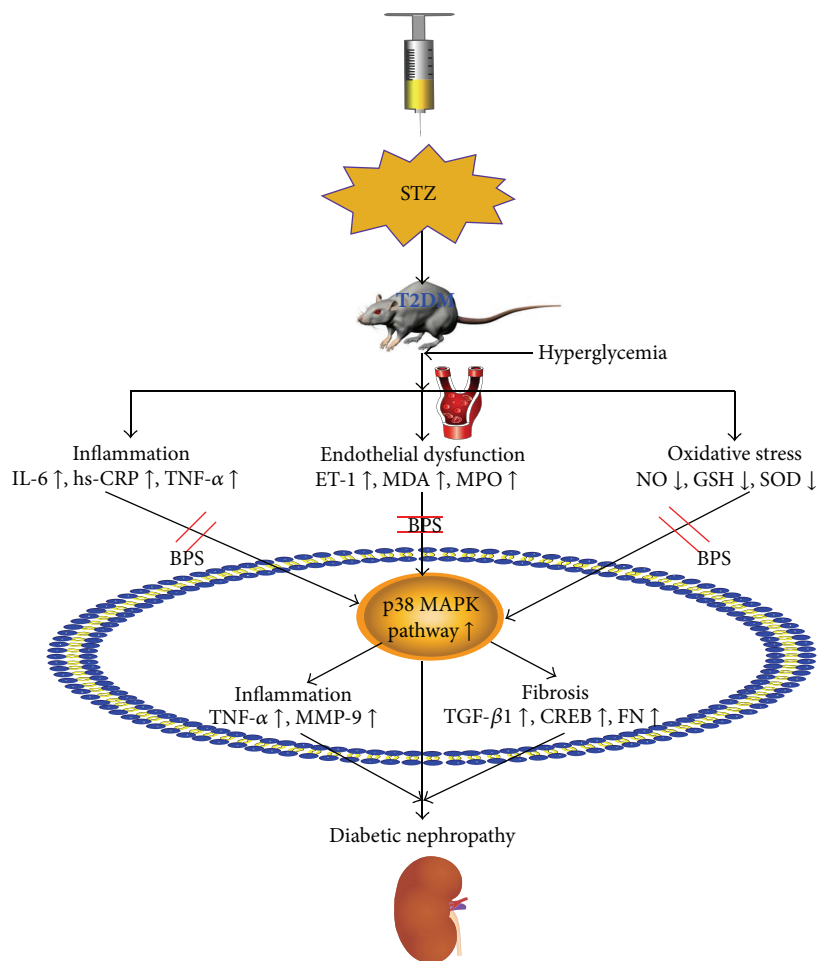 STZ
T2DM
Hyperglycemia
Inflammation
IL-6 ↑, hs-CRP ↑, TNF-α ↑
Endothelial dysfunction
ET-1 ↑, MDA ↑, MPO ↑
Oxidative stress
NO ↓, GSH ↓, SOD ↓
BPS
BPS
BPS
p38 MAPK
pathway ↑
Inflammation
TNF-α ↑, MMP-9 ↑
Fibrosis
TGF-β1 ↑, CREB ↑, FN ↑
Diabetic nephropathy